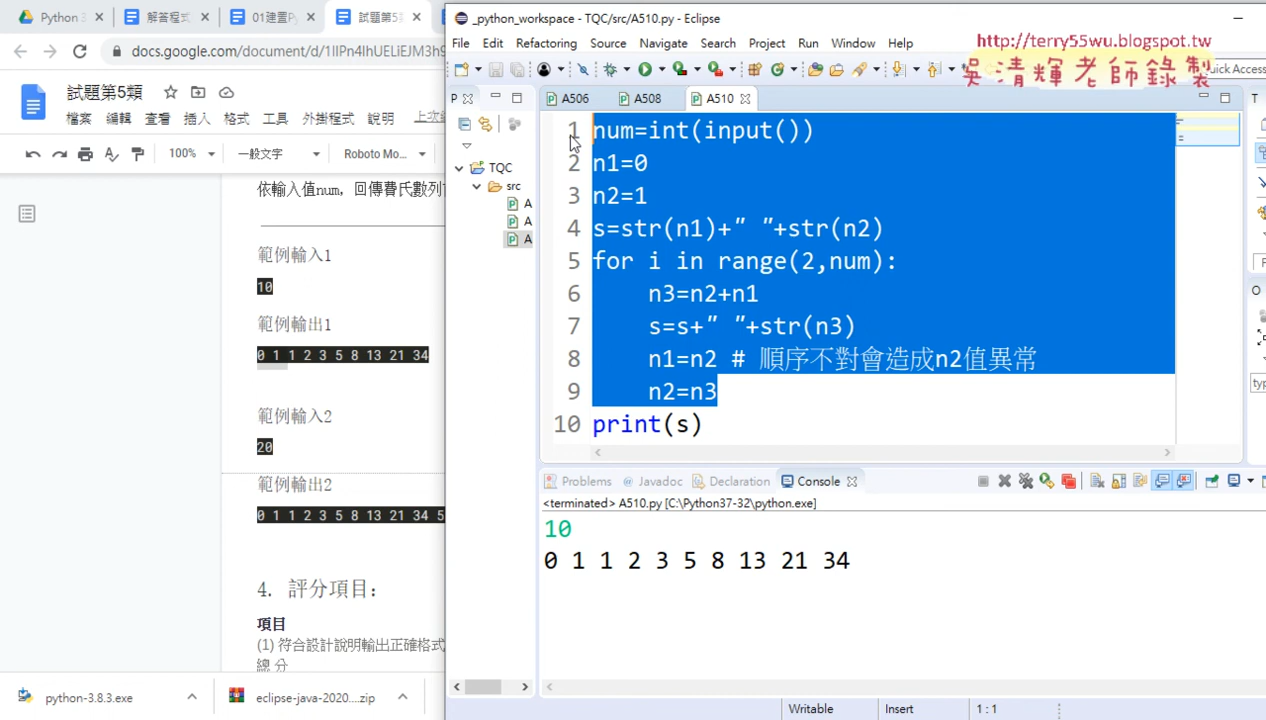 Python
解答程式
01建置Py
試題第5
_python_workspace - TQC/src/A510.py - Eclipse
docs.google.com/document/d/1IIPn4IhUELiEJM3h9
File Edit Refactoring Source Navigate Search Project Run Window Help
http://terry55wu.blogspot.tw
吳清輝老師錄製
Quick Access
試題第5類
檔案 編輯 查看 插入 格式 工具 外掛程式 說明 上次
100% 一般文字 Roboto Mo...
依輸入值num, 回傳費氏數列
範例輸入1
10
範例輸出1
0 1 1 2 3 5 8 13 21 34
範例輸入2
20
範例輸出2
0 1 1 2 3 5 8 13 21 34 5
4. 評分項目:
項目
(1) 符合設計說明輸出正確格式
總 分
P
TQC
src
A
A
A
A506 A508 A510
1 num=int(input())
2 n1=0
3 n2=1
4 s=str(n1)+" "+str(n2)
5 for i in range(2,num):
6 n3=n2+n1
7 s=s+" "+str(n3)
8 n1=n2 # 順序不對會造成n2值異常
9 n2=n3
10 print(s)
Problems @ Javadoc Declaration Console
<terminated> A510.py [C:\Python37-32\python.exe]
10
0 1 1 2 3 5 8 13 21 34
T
F
O
typ
python-3.8.3.exe
eclipse-java-2020....zip
Writable Insert 1 : 1